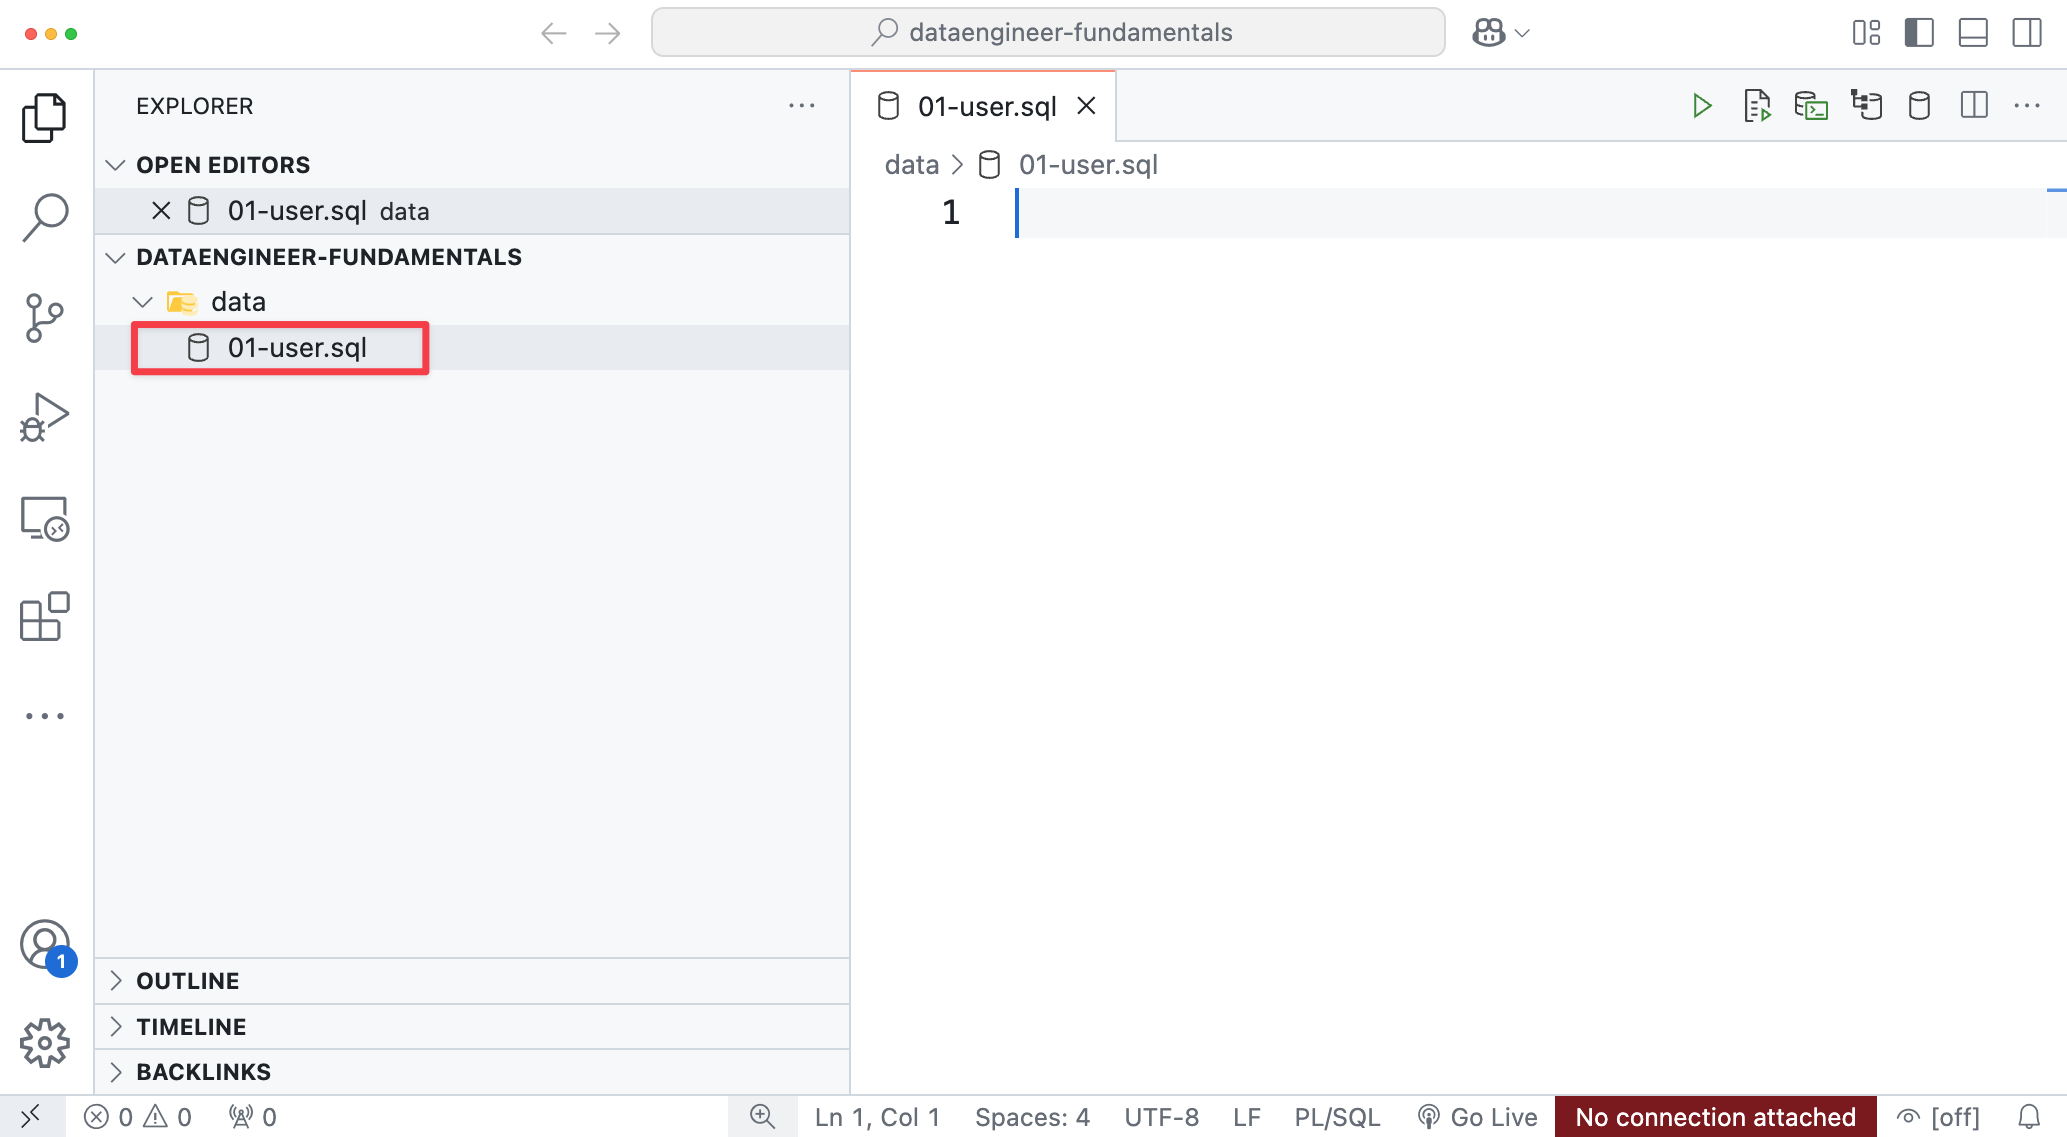 dataengineer-fundamentals
EXPLORER
OPEN EDITORS
01-user.sql data
DATAENGINEER-FUNDAMENTALS
data
01-user.sql
OUTLINE
TIMELINE
BACKLINKS
1
01-user.sql
data > 01-user.sql
1
0 0 0
Ln 1, Col 1 Spaces: 4 UTF-8 LF PL/SQL Go Live No connection attached [off]